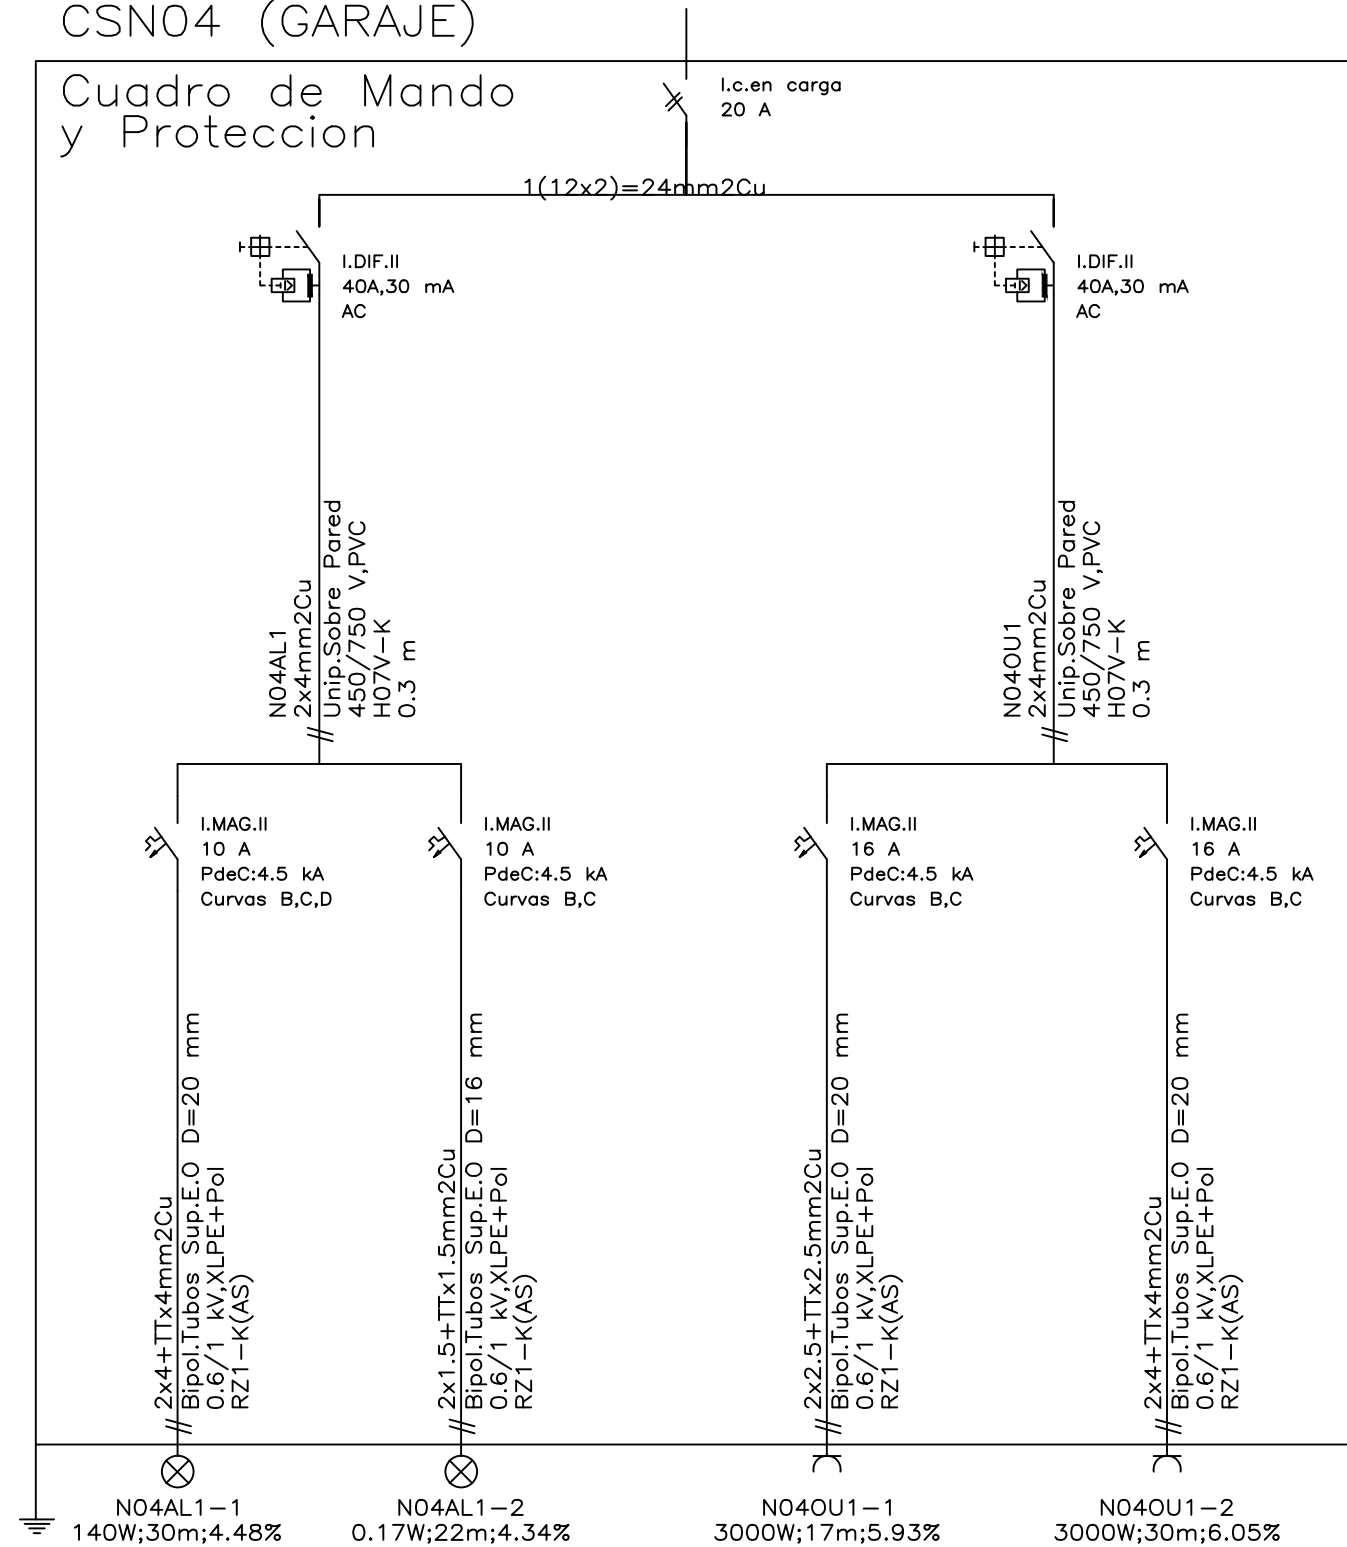 CSN04 (GARAJE)
Cuadro de Mando
y Proteccion
I.c.en carga
20 A
1(12x2)=24mm2Cu
I.DIF.II
40A,30 mA
AC
I.DIF.II
40A,30 mA
AC
N04AL1
2x4mm2Cu
Unip.Sobre Pared
450/750 V,PVC
H07V-K
0.3 m
N04OU1
2x4mm2Cu
Unip.Sobre Pared
450/750 V,PVC
H07V-K
0.3 m
I.MAG.II
10 A
PdeC:4.5 kA
Curvas B,C,D
I.MAG.II
10 A
PdeC:4.5 kA
Curvas B,C
I.MAG.II
16 A
PdeC:4.5 kA
Curvas B,C
I.MAG.II
16 A
PdeC:4.5 kA
Curvas B,C
2x4+TTx4mm2Cu
Bipol.Tubos Sup.E.O D=20 mm
0.6/1 kV,XLPE+Pol
RZ1-K(AS)
2x1.5+TTx1.5mm2Cu
Bipol.Tubos Sup.E.O D=16 mm
0.6/1 kV,XLPE+Pol
RZ1-K(AS)
2x2.5+TTx2.5mm2Cu
Bipol.Tubos Sup.E.O D=20 mm
0.6/1 kV,XLPE+Pol
RZ1-K(AS)
2x4+TTx4mm2Cu
Bipol.Tubos Sup.E.O D=20 mm
0.6/1 kV,XLPE+Pol
RZ1-K(AS)
N04AL1-1
140W;30m;4.48%
N04AL1-2
0.17W;22m;4.34%
N04OU1-1
3000W;17m;5.93%
N04OU1-2
3000W;30m;6.05%